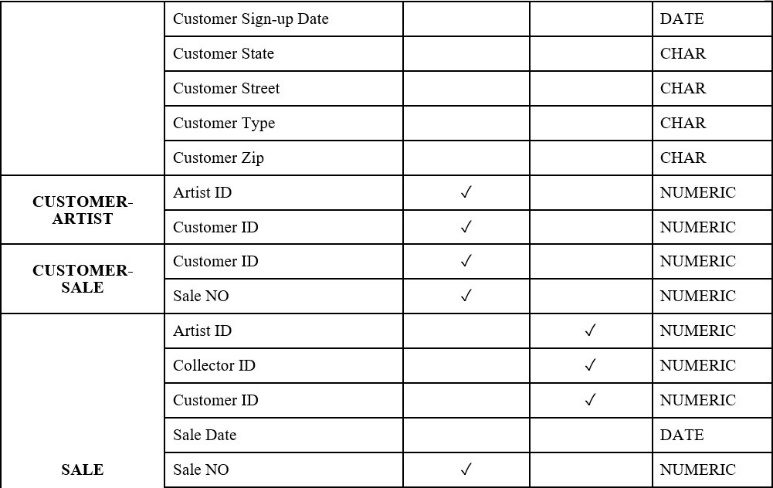 Customer Sign-up Date DATE
Customer State CHAR
Customer Street CHAR
Customer Type CHAR
Customer Zip CHAR
CUSTOMER-
ARTIST
Artist ID ✓ NUMERIC
Customer ID ✓ NUMERIC
CUSTOMER-
SALE
Customer ID ✓ NUMERIC
Sale NO ✓ NUMERIC
Artist ID ✓ NUMERIC
Collector ID ✓ NUMERIC
Customer ID ✓ NUMERIC
Sale Date DATE
SALE Sale NO ✓ NUMERIC